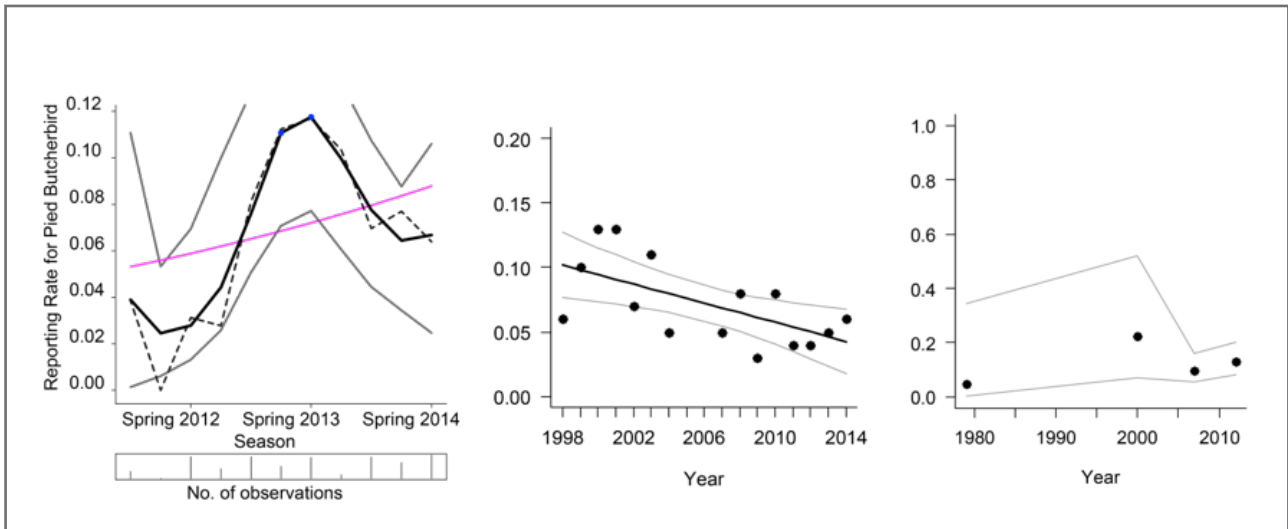 Reporting Rate for Pied Butcherbird
0.12
0.10
0.08
0.06
0.04
0.02
0.00
Spring 2012 Spring 2013 Spring 2014
Season
No. of observations
0.20
0.15
0.10
0.05
0.00
1998 2002 2006 2010 2014
Year
1.0
0.8
0.6
0.4
0.2
0.0
1980 1990 2000 2010
Year